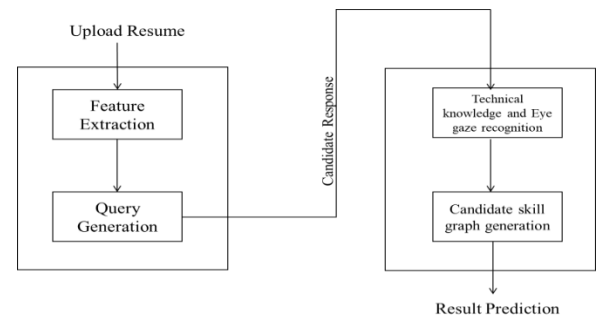 Upload Resume
Feature
Extraction
Query
Generation
Candidate Response
Technical
knowledge and Eye
gaze recognition
Candidate skill
graph generation
Result Prediction